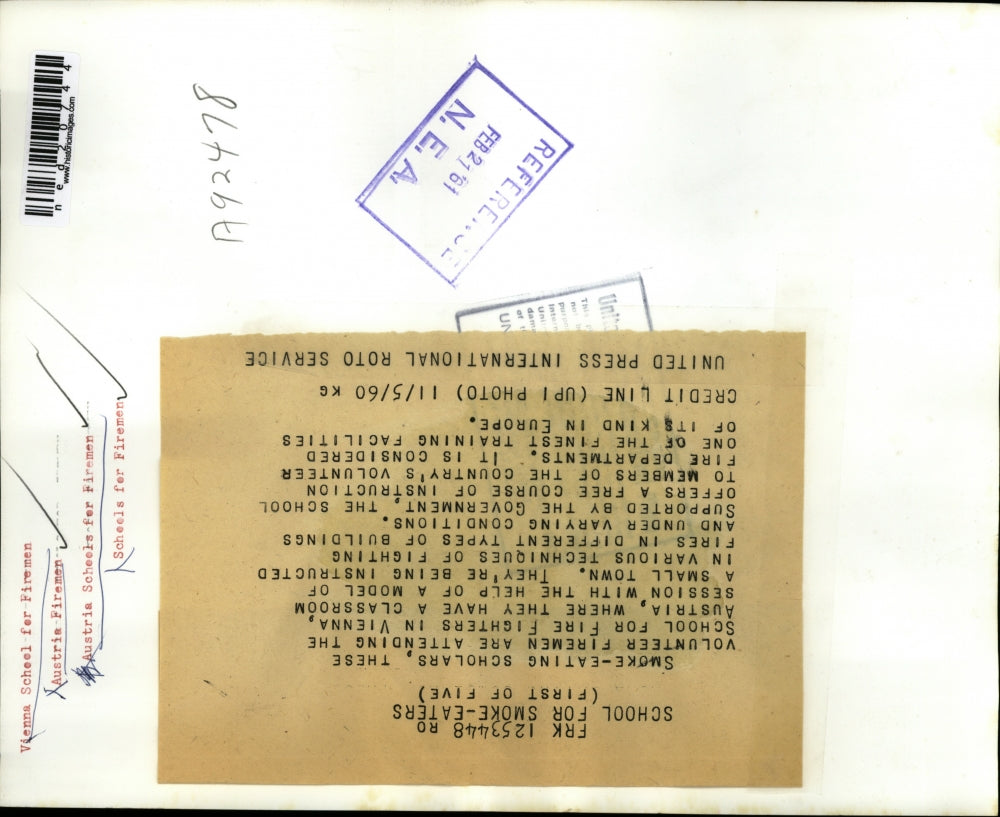 FRK 1253448 RO
SCHOOL FOR SMOKE-EATERS
(FIRST OF FIVE)
SMOKE-EATING SCHOLARS, THESE
VOLUNTEER FIREMEN ARE ATTENDING THE
SCHOOL FOR FIRE FIGHTERS IN VIENNA,
AUSTRIA, WHERE THEY HAVE A CLASSROOM
SESSION WITH THE HELP OF A MODEL OF
A SMALL TOWN. THEY'RE BEING INSTRUCTED
IN VARIOUS TECHNIQUES OF FIGHTING
FIRES IN DIFFERENT TYPES OF BUILDINGS
AND UNDER VARYING CONDITIONS.
SUPPORTED BY THE GOVERNMENT, THE SCHOOL
OFFERS A FREE COURSE OF INSTRUCTION
TO MEMBERS OF THE COUNTRY'S VOLUNTEER
FIRE DEPARTMENTS. IT IS CONSIDERED
ONE OF THE FINEST TRAINING FACILITIES
OF ITS KIND IN EUROPE.
CREDIT LINE (UPI PHOTO) 11/5/60 KG
UNITED PRESS INTERNATIONAL ROTO SERVICE
REFERENCE
FEB 21 '61
N. E. A.
A92478
www.historicimages.com
Vienna School for Firemen
Austria-Firemen
Austria Schools for Firemen
Schools for Firemen